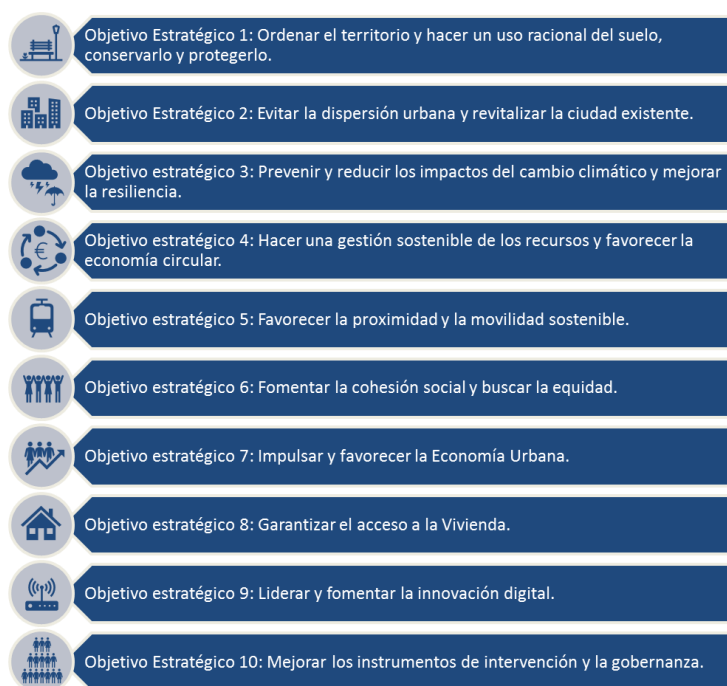 Objetivo Estratégico 1: Ordenar el territorio y hacer un uso racional del suelo,
conservarlo y protegerlo.
Objetivo Estratégico 2: Evitar la dispersión urbana y revitalizar la ciudad existente.
Objetivo estratégico 3: Prevenir y reducir los impactos del cambio climático y mejorar
la resiliencia.
Objetivo estratégico 4: Hacer una gestión sostenible de los recursos y favorecer la
economía circular.
Objetivo estratégico 5: Favorecer la proximidad y la movilidad sostenible.
Objetivo estratégico 6: Fomentar la cohesión social y buscar la equidad.
Objetivo estratégico 7: Impulsar y favorecer la Economía Urbana.
Objetivo estratégico 8: Garantizar el acceso a la Vivienda.
Objetivo estratégico 9: Liderar y fomentar la innovación digital.
Objetivo Estratégico 10: Mejorar los instrumentos de intervención y la gobernanza.